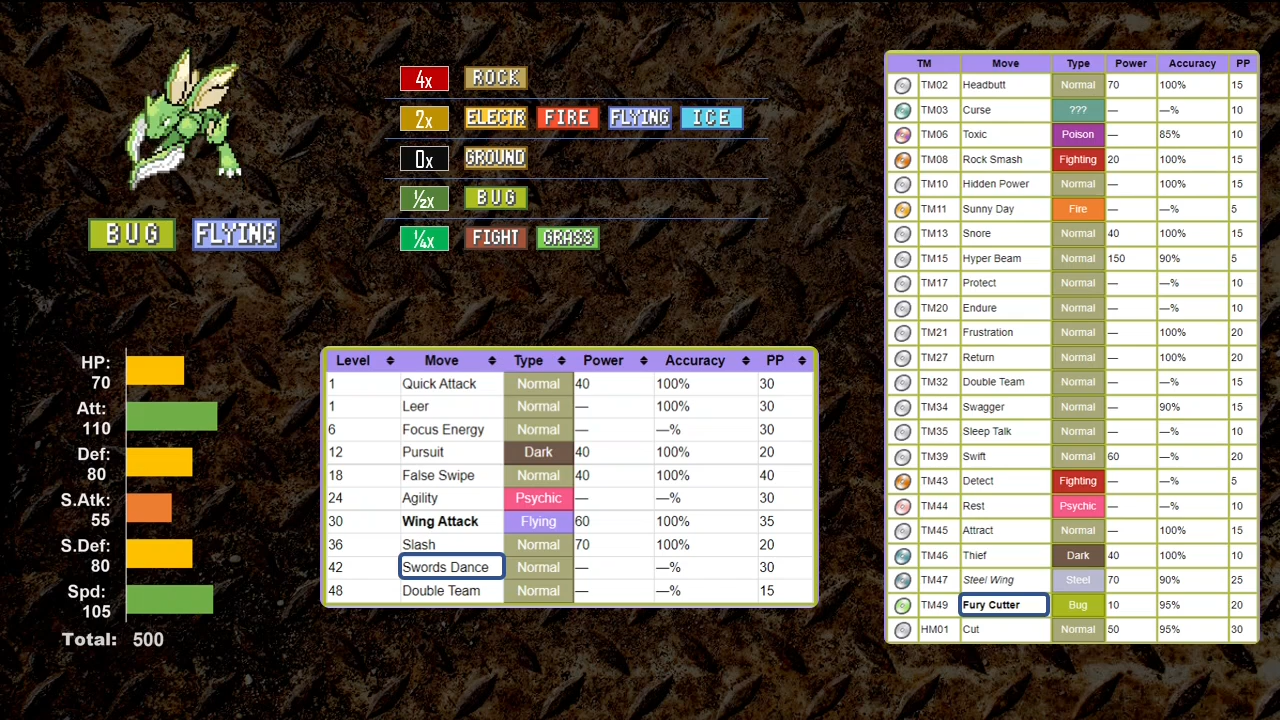 4x ROCK
2x ELECTR FIRE FLYING ICE
0x GROUND
½x BUG
¼x FIGHT GRASS
BUG FLYING
HP: 70
Att: 110
Def: 80
S.Atk: 55
S.Def: 80
Spd: 105
Total: 500
Level Move Type Power Accuracy PP
1 Quick Attack Normal 40 100% 30
1 Leer Normal — 100% 30
6 Focus Energy Normal — —% 30
12 Pursuit Dark 40 100% 20
18 False Swipe Normal 40 100% 40
24 Agility Psychic — —% 30
30 Wing Attack Flying 60 100% 35
36 Slash Normal 70 100% 20
42 Swords Dance Normal — —% 30
48 Double Team Normal — —% 15
TM Move Type Power Accuracy PP
TM02 Headbutt Normal 70 100% 15
TM03 Curse ??? — —% 10
TM06 Toxic Poison — 85% 10
TM08 Rock Smash Fighting 20 100% 15
TM10 Hidden Power Normal — 100% 15
TM11 Sunny Day Fire — —% 5
TM13 Snore Normal 40 100% 15
TM15 Hyper Beam Normal 150 90% 5
TM17 Protect Normal — —% 10
TM20 Endure Normal — —% 10
TM21 Frustration Normal — 100% 20
TM27 Return Normal — 100% 20
TM32 Double Team Normal — —% 15
TM34 Swagger Normal — 90% 15
TM35 Sleep Talk Normal — —% 10
TM39 Swift Normal 60 —% 20
TM43 Detect Fighting — —% 5
TM44 Rest Psychic — —% 10
TM45 Attract Normal — 100% 15
TM46 Thief Dark 40 100% 10
TM47 Steel Wing Steel 70 90% 25
TM49 Fury Cutter Bug 10 95% 20
HM01 Cut Normal 50 95% 30